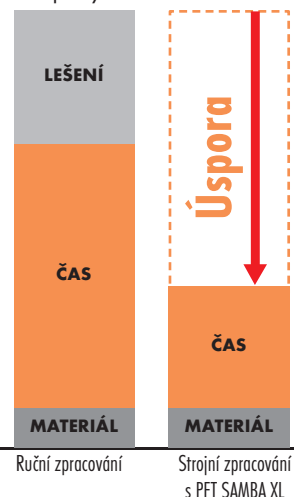 LEŠENÍ
ČAS
MATERIÁL
Ruční zpracování
Úspora
ČAS
MATERIÁL
Strojní zpracování
s PFT SAMBA XL